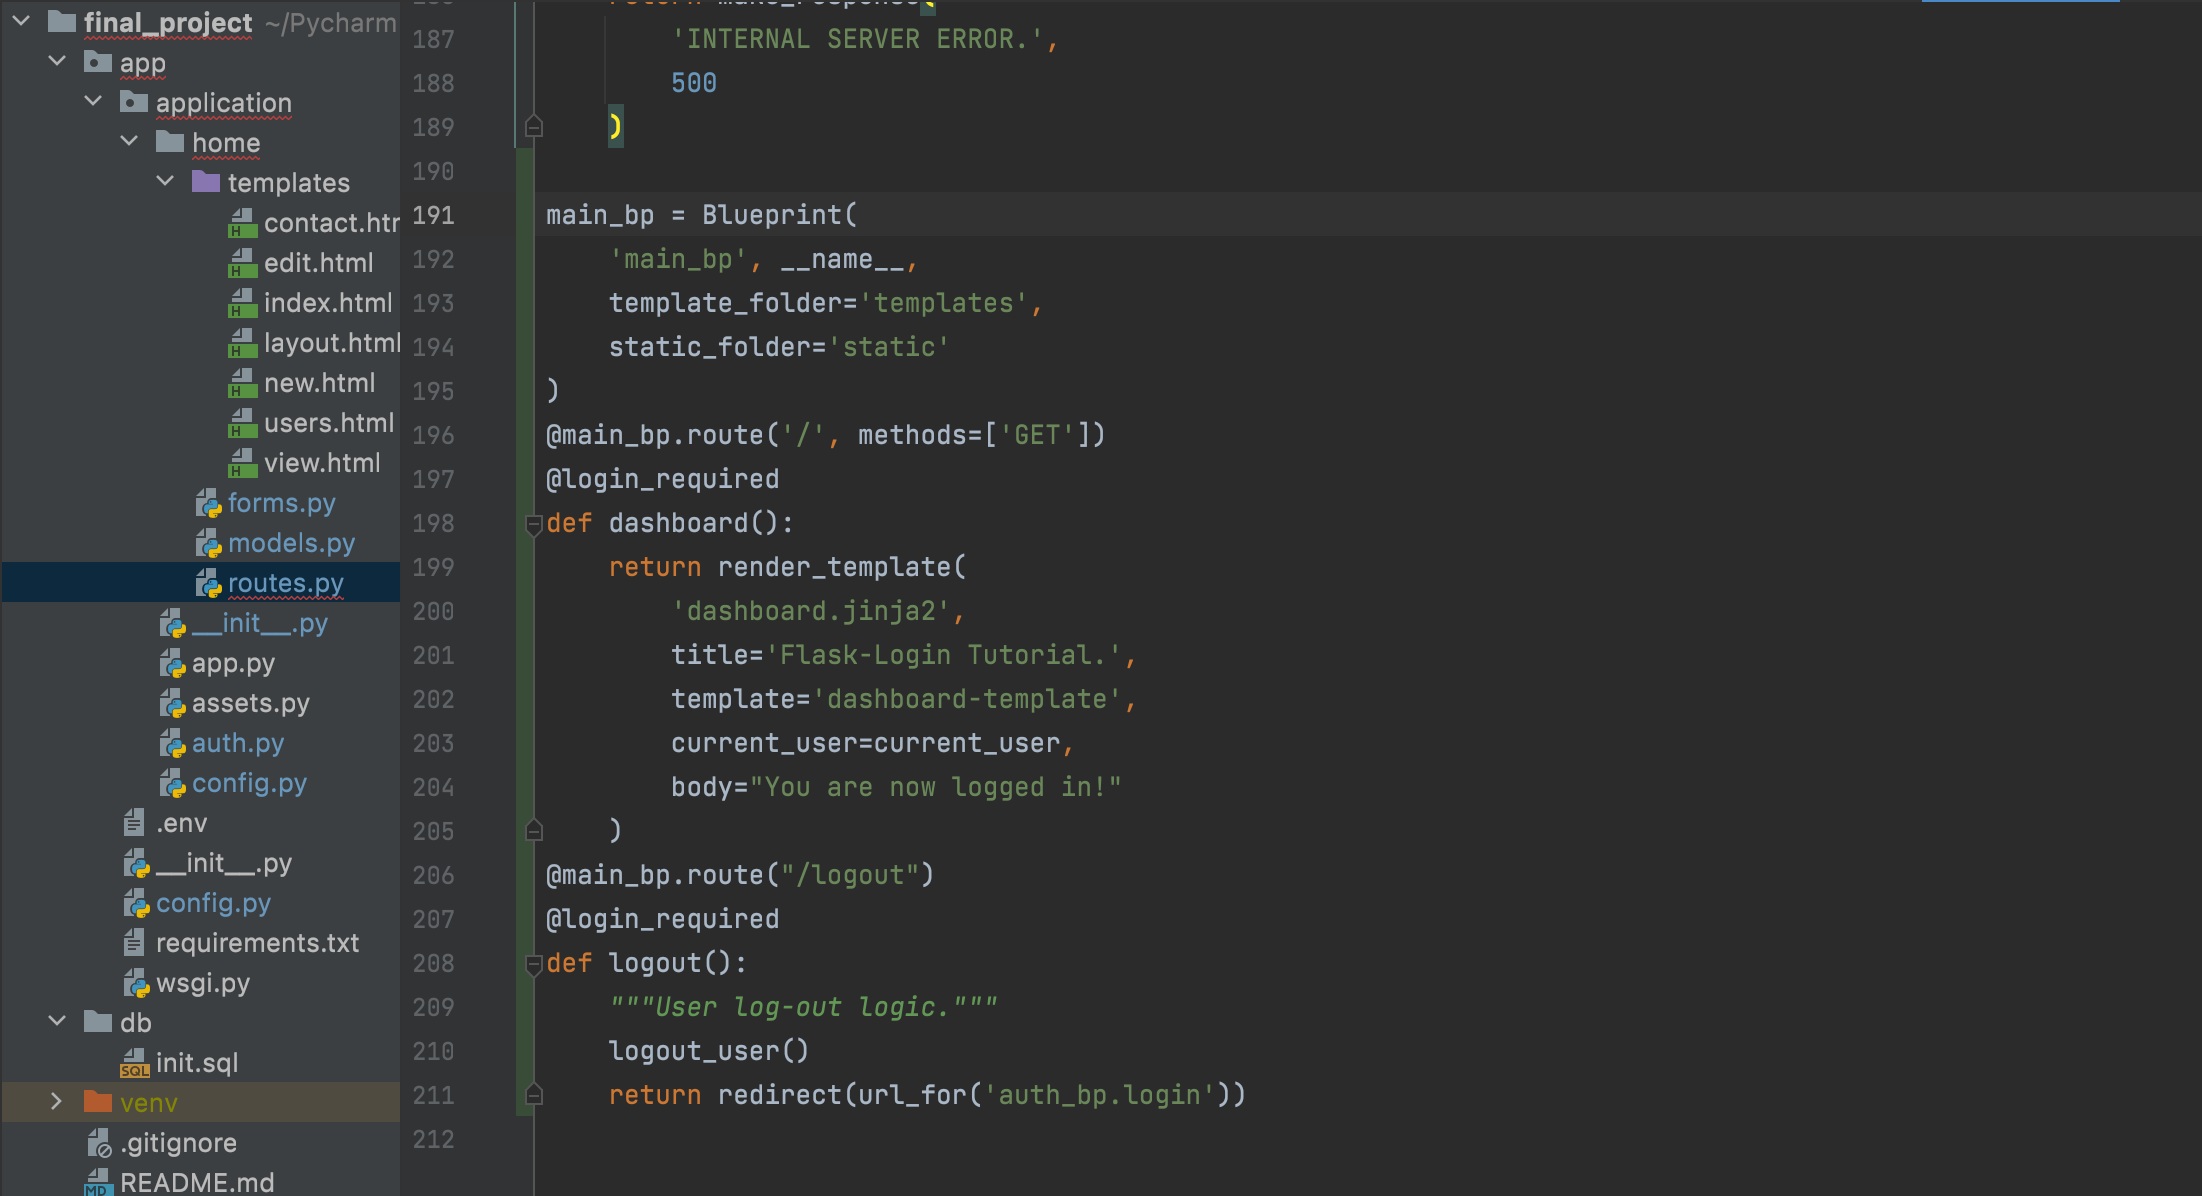 final_project ~/Pycharm
app
application
home
templates
contact.htm
edit.html
index.html
layout.html
new.html
users.html
view.html
forms.py
models.py
routes.py
__init__.py
app.py
assets.py
auth.py
config.py
.env
__init__.py
config.py
requirements.txt
wsgi.py
db
init.sql
venv
.gitignore
README.md
187 'INTERNAL SERVER ERROR.',
188 500
189 )
190
191 main_bp = Blueprint(
192 'main_bp', __name__,
193 template_folder='templates',
194 static_folder='static'
195 )
196 @main_bp.route('/', methods=['GET'])
197 @login_required
198 def dashboard():
199 return render_template(
200 'dashboard.jinja2',
201 title='Flask-Login Tutorial.',
202 template='dashboard-template',
203 current_user=current_user,
204 body="You are now logged in!"
205 )
206 @main_bp.route("/logout")
207 @login_required
208 def logout():
209 """User log-out logic."""
210 logout_user()
211 return redirect(url_for('auth_bp.login'))
212